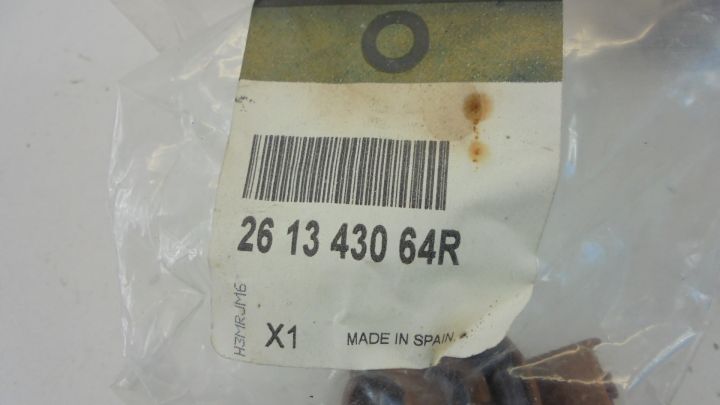 O
26 13 430 64R
H3MRJM6
X1
MADE IN SPAIN